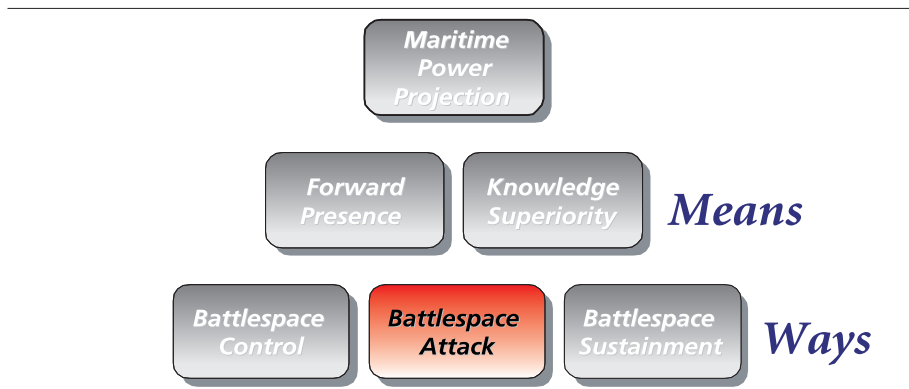 Maritime
Power
Projection
Forward
Presence
Knowledge
Superiority
Means
Battlespace
Control
Battlespace
Attack
Battlespace
Sustainment
Ways